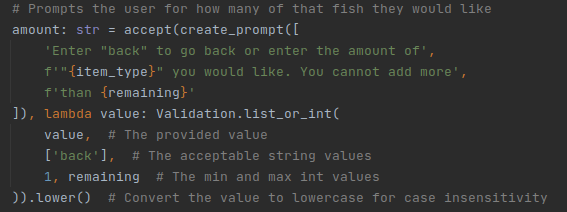 # Prompts the user for how many of that fish they would like
amount: str = accept(create_prompt([
    'Enter "back" to go back or enter the amount of',
    f'"{item_type}" you would like. You cannot add more',
    f'than {remaining}'
]), lambda value: Validation.list_or_int(
    value,  # The provided value
    ['back'],  # The acceptable string values
    1, remaining  # The min and max int values
)).lower()  # Convert the value to lowercase for case insensitivity